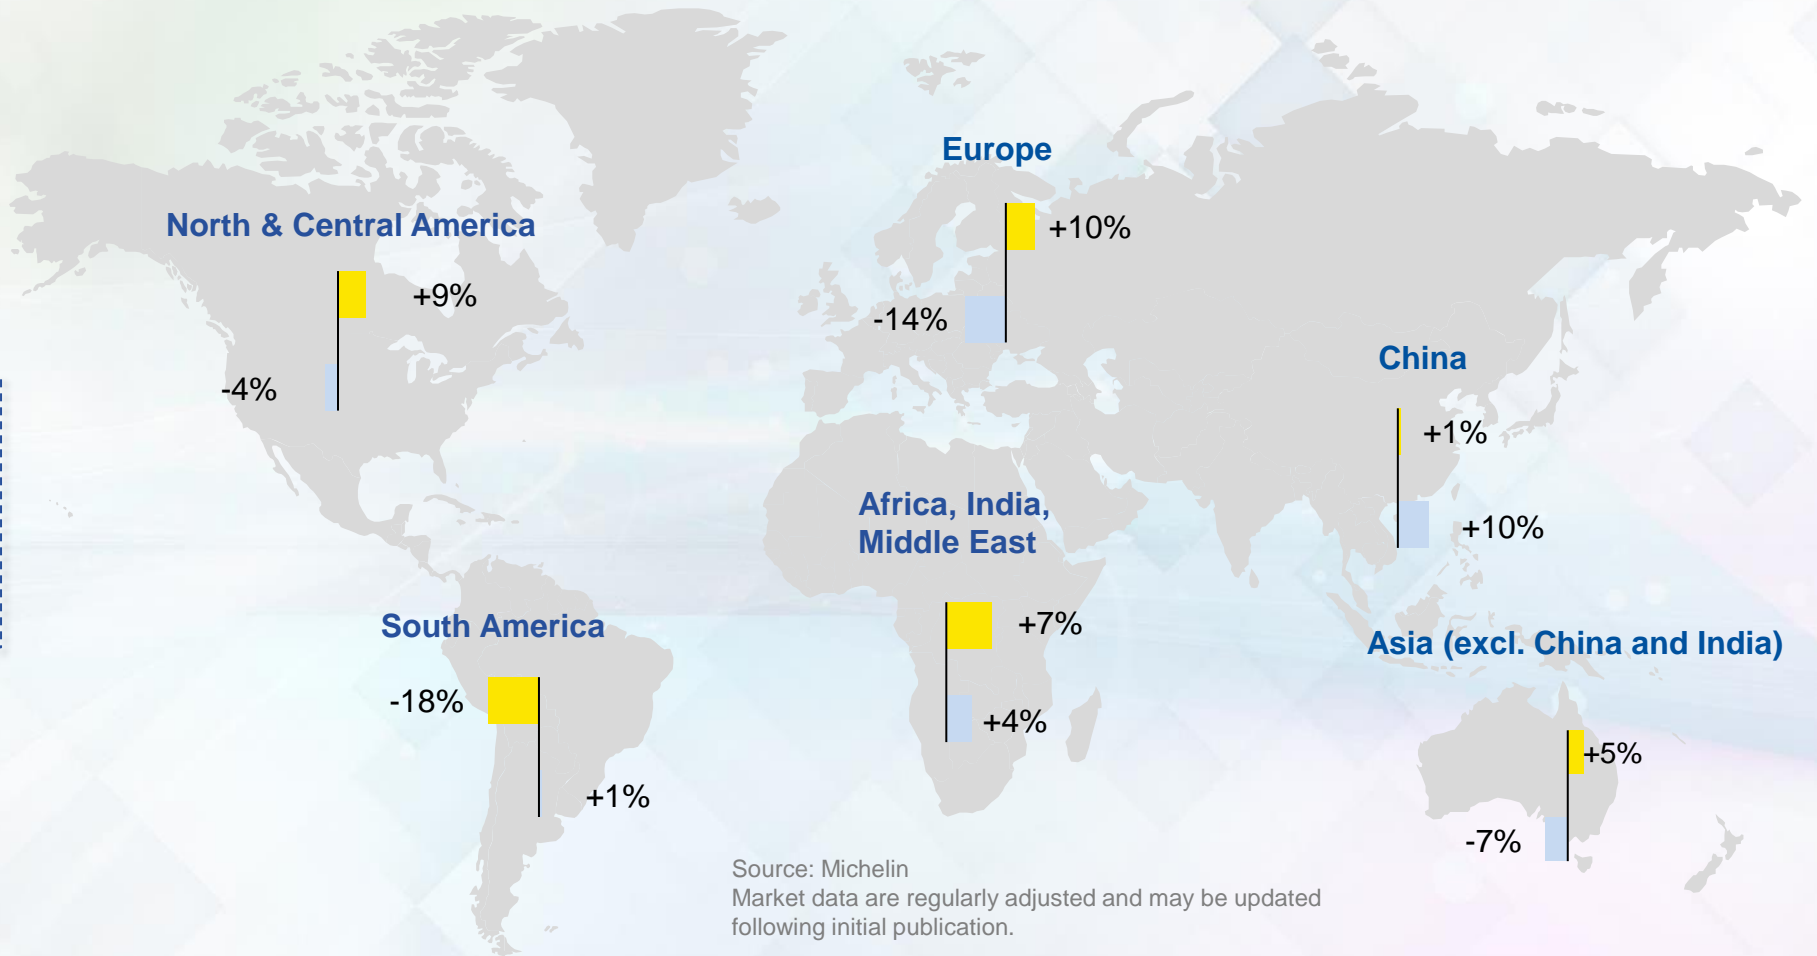 Europe
+10%
-14%
North & Central America
+9%
-4%
China
+1%
+10%
Africa, India,
Middle East
+7%
+4%
South America
-18%
+1%
Asia (excl. China and India)
+5%
-7%
Source: Michelin
Market data are regularly adjusted and may be updated
following initial publication.